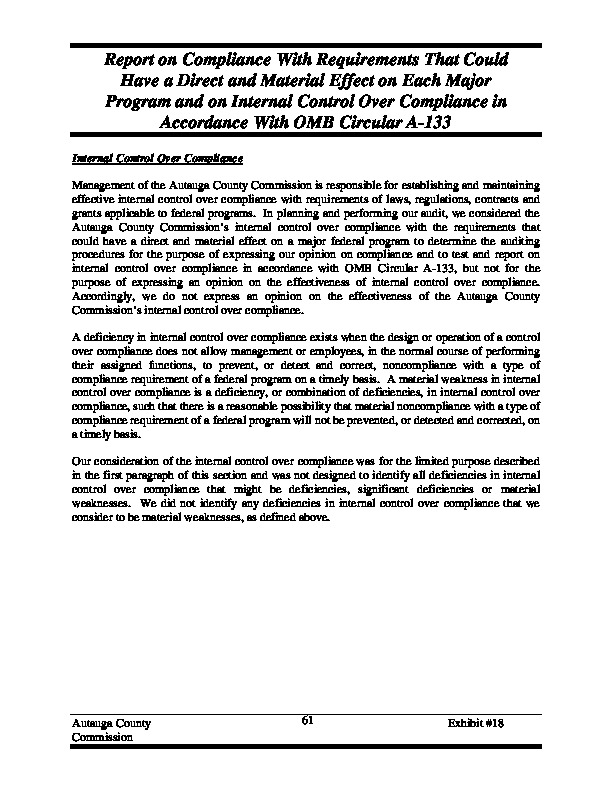 Report on Compliance With Requirements That Could
Have a Direct and Material Effect on Each Major
Program and on Internal Control Over Compliance in
Accordance With OMB Circular A-133
Internal Control Over Compliance
Management of the Autauga County Commission is responsible for establishing and maintaining
effective internal control over compliance with requirements of laws, regulations, contracts and
grants applicable to federal programs. In planning and performing our audit, we considered the
Autauga County Commission's internal control over compliance with the requirements that
could have a direct and material effect on a major federal program to determine the auditing
procedures for the purpose of expressing our opinion on compliance and to test and report on
internal control over compliance in accordance with OMB Circular A-133, but not for the
purpose of expressing an opinion on the effectiveness of internal control over compliance.
Accordingly, we do not express an opinion on the effectiveness of the Autauga County
Commission's internal control over compliance.
A deficiency in internal control over compliance exists when the design or operation of a control
over compliance does not allow management or employees, in the normal course of performing
their assigned functions, to prevent, or detect and correct, noncompliance with a type of
compliance requirement of a federal program on a timely basis. A material weakness in internal
control over compliance is a deficiency, or combination of deficiencies, in internal control over
compliance, such that there is a reasonable possibility that material noncompliance with a type of
compliance requirement of a federal program will not be prevented, or detected and corrected, on
a timely basis.
Our consideration of the internal control over compliance was for the limited purpose described
in the first paragraph of this section and was not designed to identify all deficiencies in internal
control over compliance that might be deficiencies, significant deficiencies or material
weaknesses. We did not identify any deficiencies in internal control over compliance that we
consider to be material weaknesses, as defined above.
Autauga County
Commission
61
Exhibit #18